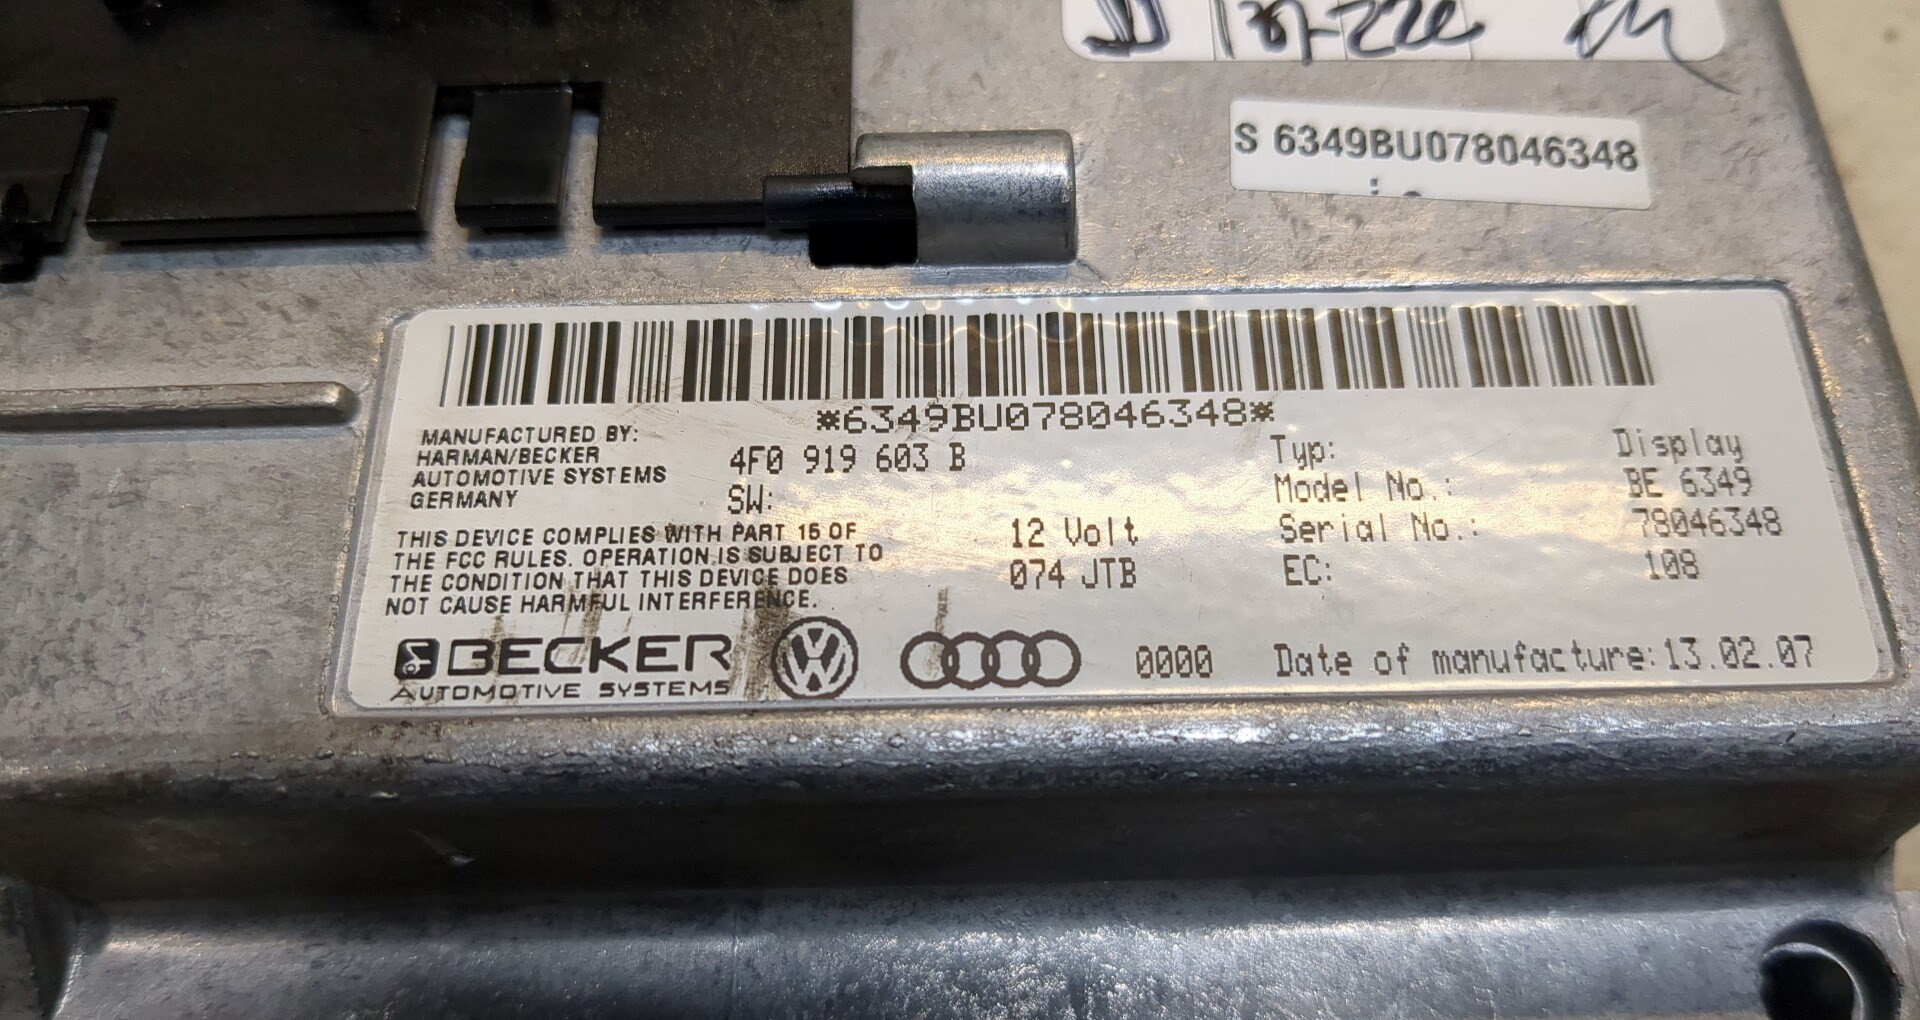 S 6349BU078046348
*6349BU078046348*
MANUFACTURED BY:
HARMAN/BECKER
AUTOMOTIVE SYSTEMS
GERMANY
4F0 919 603 B
SW:
Typ: Display
Model No.: BE 6349
Serial No.: 78046348
EC: 108
12 Volt
074 JTB
THIS DEVICE COMPLIES WITH PART 15 OF
THE FCC RULES. OPERATION IS SUBJECT TO
THE CONDITION THAT THIS DEVICE DOES
NOT CAUSE HARMFUL INTERFERENCE.
BECKER
AUTOMOTIVE SYSTEMS
0000
Date of manufacture: 13.02.07